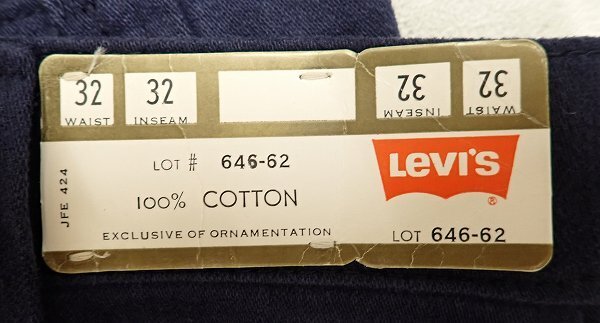 32 32 32 32
WAIST INSEAM INSEAM WAIST
LOT # 646-62
LEVI'S ®
JFE 424
100% COTTON
EXCLUSIVE OF ORNAMENTATION
LOT 646-62